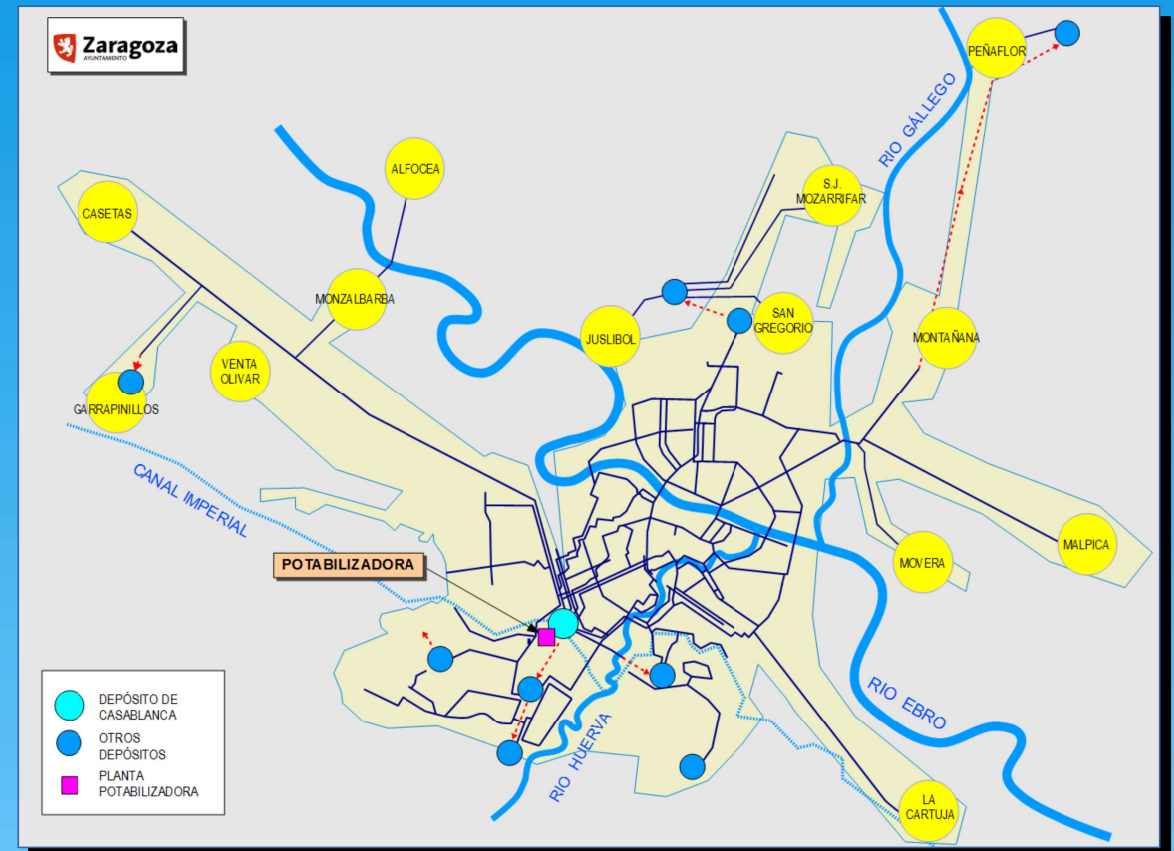 Zaragoza
AYUNTAMIENTO
PEÑAFLOR
RIO GÁLLEGO
ALFOCEA
S.J.
MOZARRIFAR
CASETAS
MONZALBARBA
SAN
GREGORIO
JUSLIBOL
MONTAÑANA
VENTA
OLIVAR
GARRAPINILLOS
CANAL IMPERIAL
MALPICA
MOVERA
POTABILIZADORA
RIO EBRO
RIO HUERVA
LA
CARTUJA
DEPÓSITO DE
CASABLANCA
OTROS
DEPÓSITOS
PLANTA
POTABILIZADORA